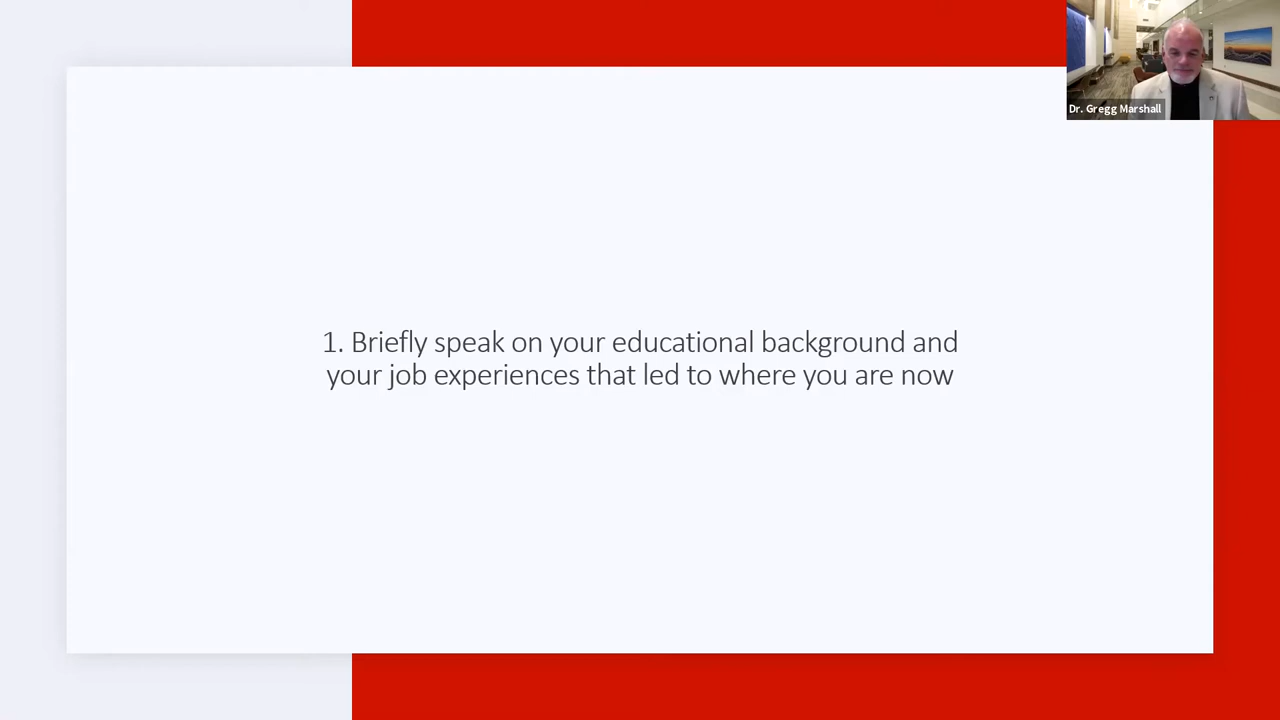 Dr. Gregg Marshall
1. Briefly speak on your educational background and
your job experiences that led to where you are now